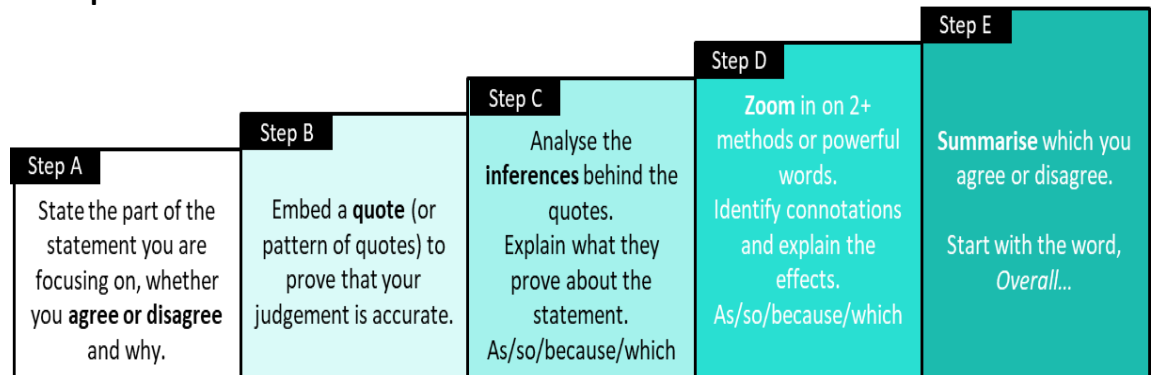 Step A
State the part of the
statement you are
focusing on, whether
you agree or disagree
and why.
Step B
Embed a quote (or
pattern of quotes) to
prove that your
judgement is accurate.
Step C
Analyse the
inferences behind the
quotes.
Explain what they
prove about the
statement.
As/so/because/which
Step D
Zoom in on 2+
methods or powerful
words.
Identify connotations
and explain the
effects.
As/so/because/which
Step E
Summarise which you
agree or disagree.
Start with the word,
Overall...